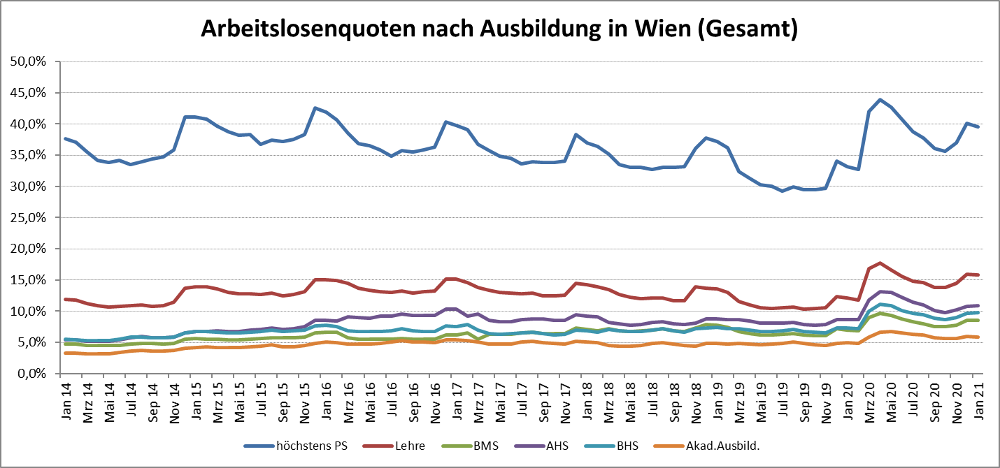 Arbeitslosenquoten nach Ausbildung in Wien (Gesamt)
50,0%
45,0%
40,0%
35,0%
30,0%
25,0%
20,0%
15,0%
10,0%
5,0%
0,0%
Jan 14
Mrz 14
Mai 14
Jul 14
Sep 14
Nov 14
Jan 15
Mrz 15
Mai 15
Jul 15
Sep 15
Nov 15
Jan 16
Mrz 16
Mai 16
Jul 16
Sep 16
Nov 16
Jan 17
Mrz 17
Mai 17
Jul 17
Sep 17
Nov 17
Jan 18
Mrz 18
Mai 18
Jul 18
Sep 18
Nov 18
Jan 19
Mrz 19
Mai 19
Jul 19
Sep 19
Nov 19
Jan 20
Mrz 20
Mai 20
Jul 20
Sep 20
Nov 20
Jan 21
höchstens PS Lehre BMS AHS BHS Akad.Ausbild.